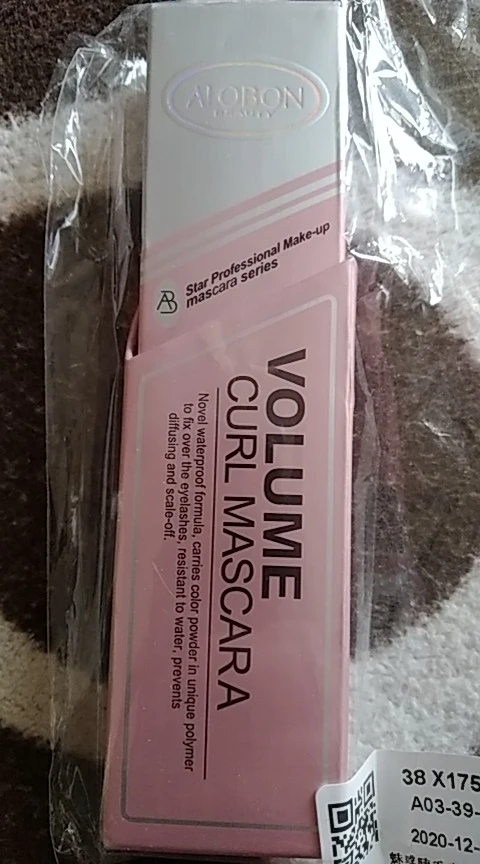 ALOBON
BEAUTY
Star Professional Make-up
mascara series
AB
VOLUME
CURL MASCARA
Novel waterproof formula, carries color powder in unique polymer
to fix over the eyelashes, resistant to water, prevents
diffusing and scale-off.
38 X175
A03-39-
2020-12-